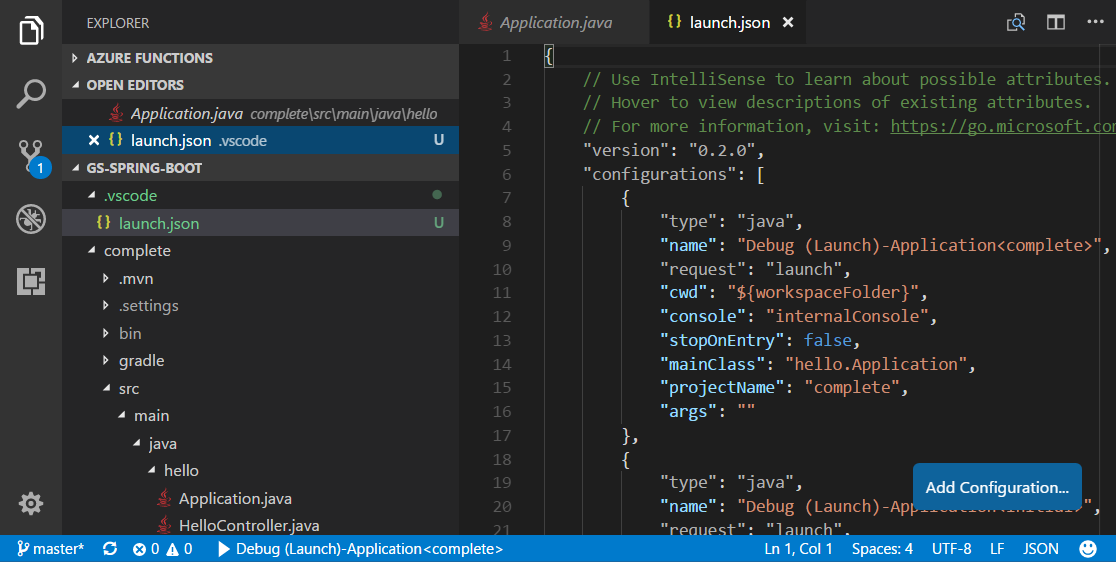 EXPLORER
AZURE FUNCTIONS
OPEN EDITORS
Application.java complete\src\main\java\hello
launch.json .vscode U
1
GS-SPRING-BOOT
.vscode
launch.json U
complete
.mvn
.settings
bin
gradle
src
main
java
hello
Application.java
HelloController.java
Application.java launch.json
1 {
2 // Use IntelliSense to learn about possible attributes.
3 // Hover to view descriptions of existing attributes.
4 // For more information, visit: https://go.microsoft.com
5 "version": "0.2.0",
6 "configurations": [
7 {
8 "type": "java",
9 "name": "Debug (Launch)-Application<complete>",
10 "request": "launch",
11 "cwd": "${workspaceFolder}",
12 "console": "internalConsole",
13 "stopOnEntry": false,
14 "mainClass": "hello.Application",
15 "projectName": "complete",
16 "args": ""
17 },
18 {
19 "type": "java",
20 "name": "Debug (Launch)-Application<initial>",
21 "request": "launch",
Add Configuration...
master* 0 0 Debug (Launch)-Application<complete> Ln 1, Col 1 Spaces: 4 UTF-8 LF JSON